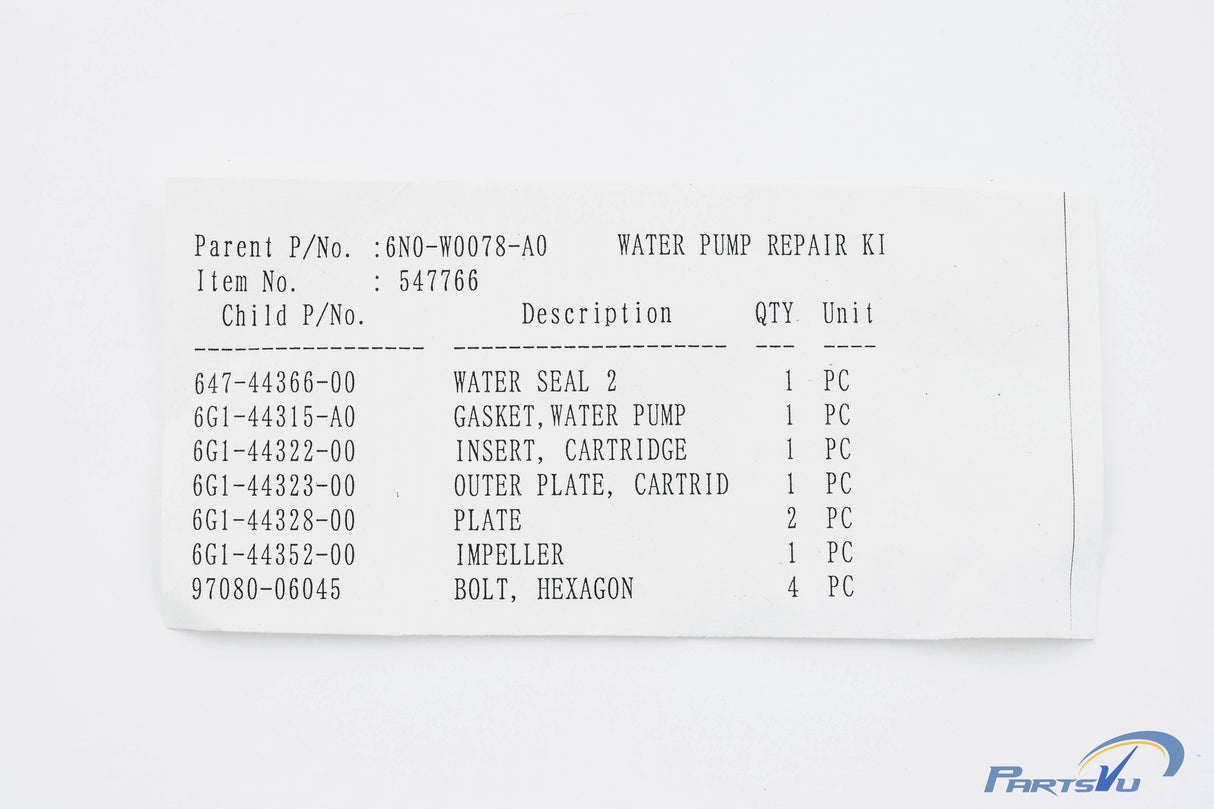 Parent P/No. :6N0-W0078-A0 WATER PUMP REPAIR KI
Item No. : 547766
Child P/No. Description QTY Unit
----------------- -------------------- --- ----
647-44366-00 WATER SEAL 2 1 PC
6G1-44315-A0 GASKET,WATER PUMP 1 PC
6G1-44322-00 INSERT, CARTRIDGE 1 PC
6G1-44323-00 OUTER PLATE, CARTRID 1 PC
6G1-44328-00 PLATE 2 PC
6G1-44352-00 IMPELLER 1 PC
97080-06045 BOLT, HEXAGON 4 PC
PARTSVU